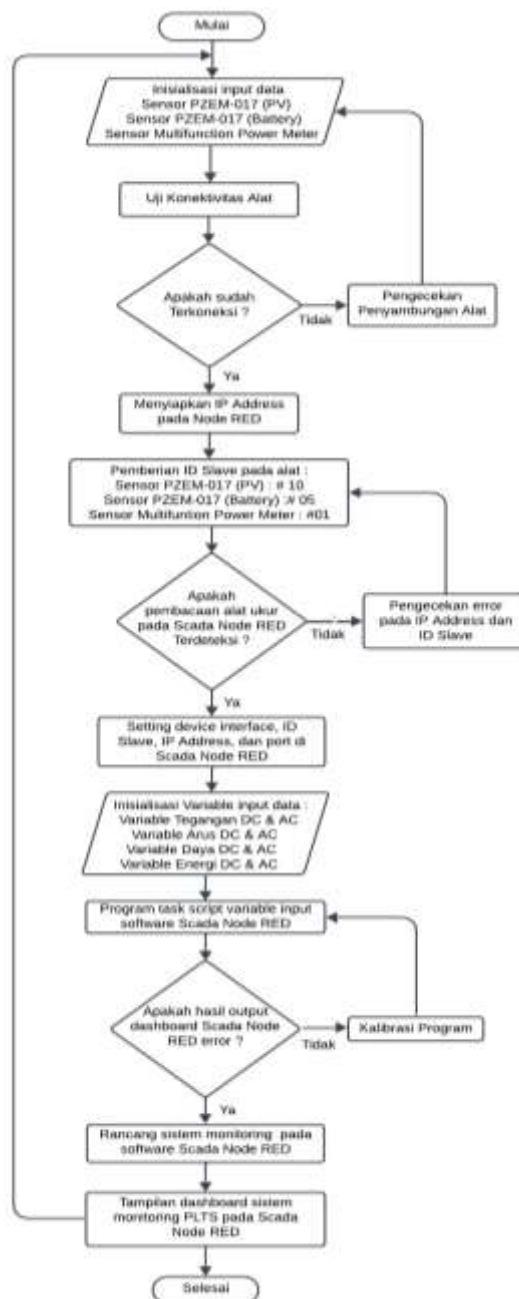 Mulai
Inisialisasi input data
Sensor PZEM-017 (PV)
Sensor PZEM-017 (Battery)
Sensor Multifunction Power Meter
Uji Konektivitas Alat
Apakah sudah
Terkoneksi ?
Tidak
Pengecekan
Penyambungan Alat
Ya
Menyiapkan IP Address
pada Node RED
Pemberian ID Slave pada alat :
Sensor PZEM-017 (PV) : # 10
Sensor PZEM-017 (Battery) :# 05
Sensor Multifuntion Power Meter : #01
Apakah
pembacaan alat ukur
pada Scada Node RED
Terdeteksi ?
Tidak
Pengecekan error
pada IP Address dan
ID Slave
Ya
Setting device interface, ID
Slave, IP Address, dan port di
Scada Node RED
Inisialisasi Variable input data :
Variable Tegangan DC & AC
Variable Arus DC & AC
Variable Daya DC & AC
Variable Energi DC & AC
Program task script variable input
software Scada Node RED
Apakah hasil output
dashboard Scada Node
RED error ?
Tidak
Kalibrasi Program
Ya
Rancang sistem monitoring pada
software Scada Node RED
Tampilan dashboard sistem
monitoring PLTS pada Scada
Node RED
Selesai